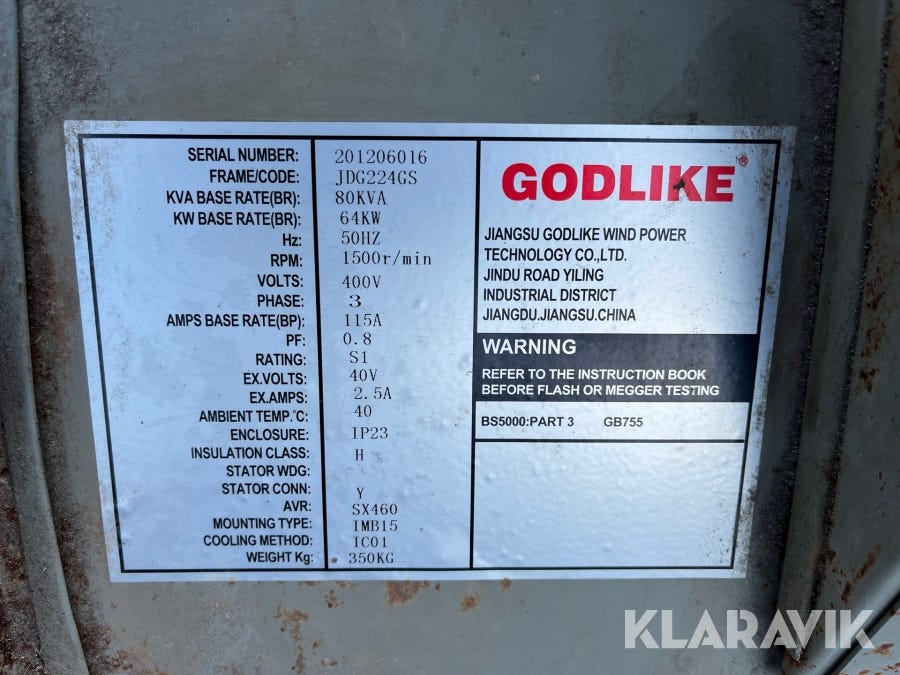 SERIAL NUMBER: 201206016
FRAME/CODE: JDG224GS
KVA BASE RATE(BR): 80KVA
KW BASE RATE(BR): 64KW
Hz: 50HZ
RPM: 1500r/min
VOLTS: 400V
PHASE: 3
AMPS BASE RATE(BP): 115A
PF: 0.8
RATING: S1
EX.VOLTS: 40V
EX.AMPS: 2.5A
AMBIENT TEMP.℃: 40
ENCLOSURE: IP23
INSULATION CLASS: H
STATOR WDG:
STATOR CONN: Y
AVR: SX460
MOUNTING TYPE: IMB15
COOLING METHOD: IC01
WEIGHT Kg: 350KG
GODLIKE®
JIANGSU GODLIKE WIND POWER
TECHNOLOGY CO.,LTD.
JINDU ROAD YILING
INDUSTRIAL DISTRICT
JIANGDU.JIANGSU.CHINA
WARNING
REFER TO THE INSTRUCTION BOOK
BEFORE FLASH OR MEGGER TESTING
BS5000:PART 3 GB755
KLARAVIK